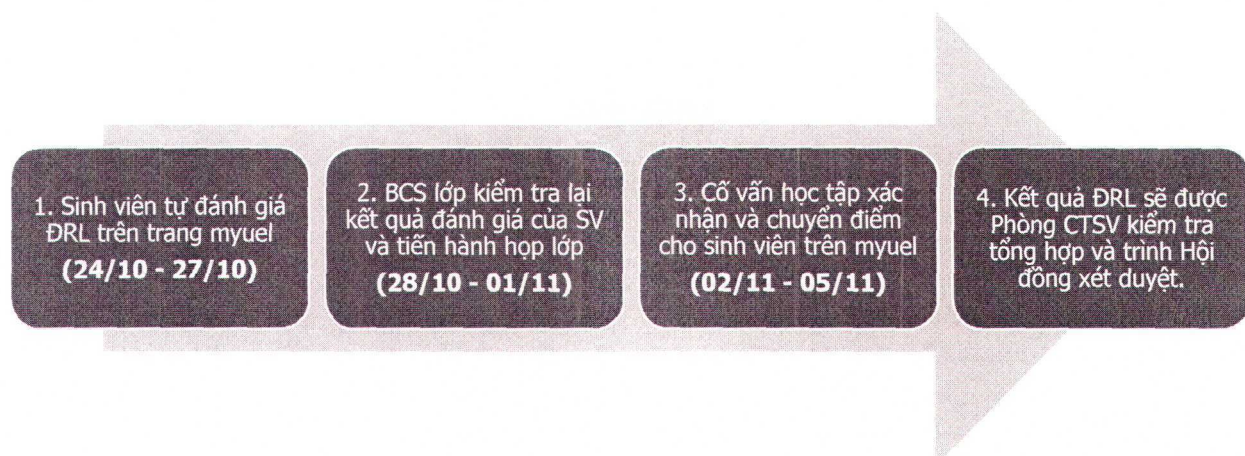 1. Sinh viên tự đánh giá
ĐRL trên trang myuel
(24/10 - 27/10)
2. BCS lớp kiểm tra lại
kết quả đánh giá của SV
và tiến hành họp lớp
(28/10 - 01/11)
3. Cố vấn học tập xác
nhận và chuyển điểm
cho sinh viên trên myuel
(02/11 - 05/11)
4. Kết quả ĐRL sẽ được
Phòng CTSV kiểm tra
tổng hợp và trình Hội
đồng xét duyệt.